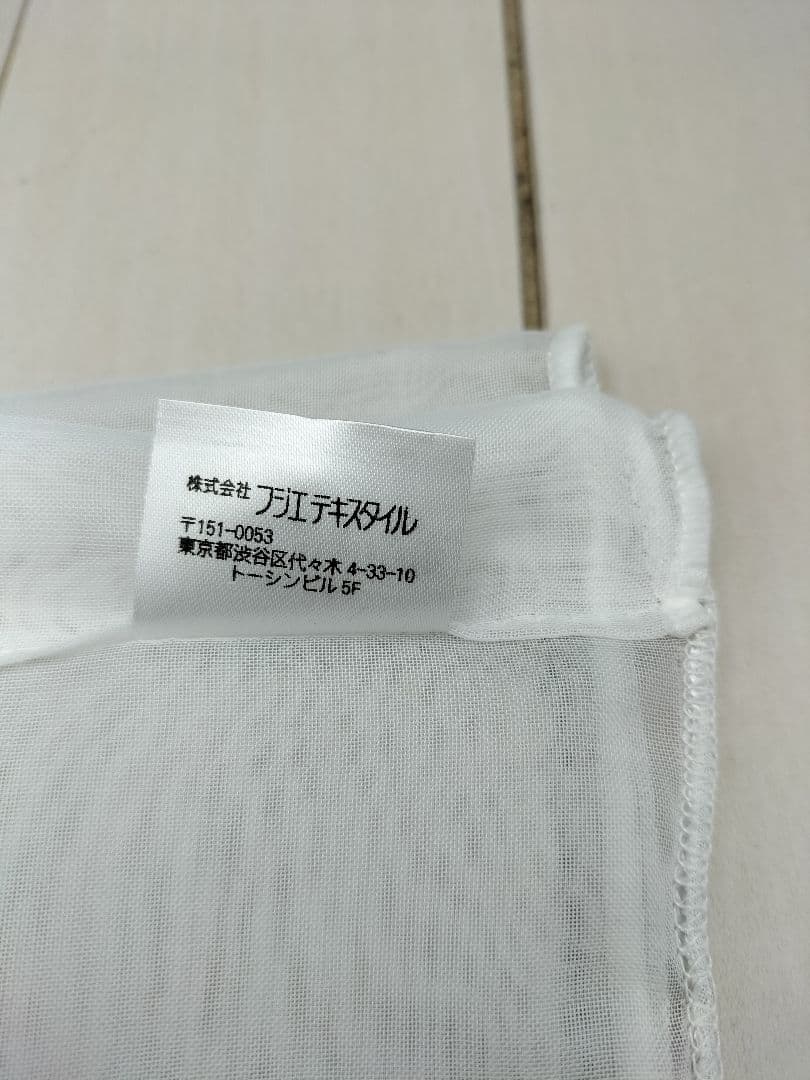 株式会社 フジエテキスタイル
〒151-0053
東京都渋谷区代々木 4-33-10
トーシンビル 5F